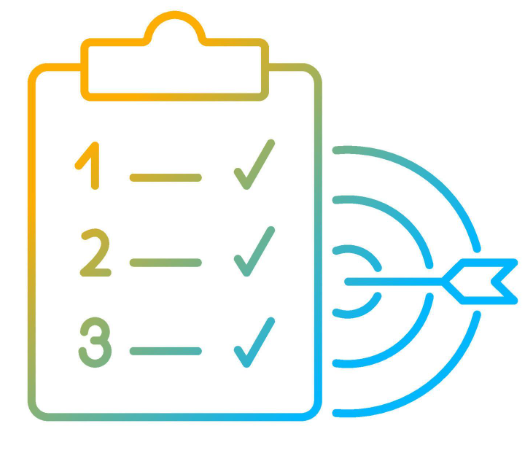 1 — ✓
2 — ✓
3 — ✓